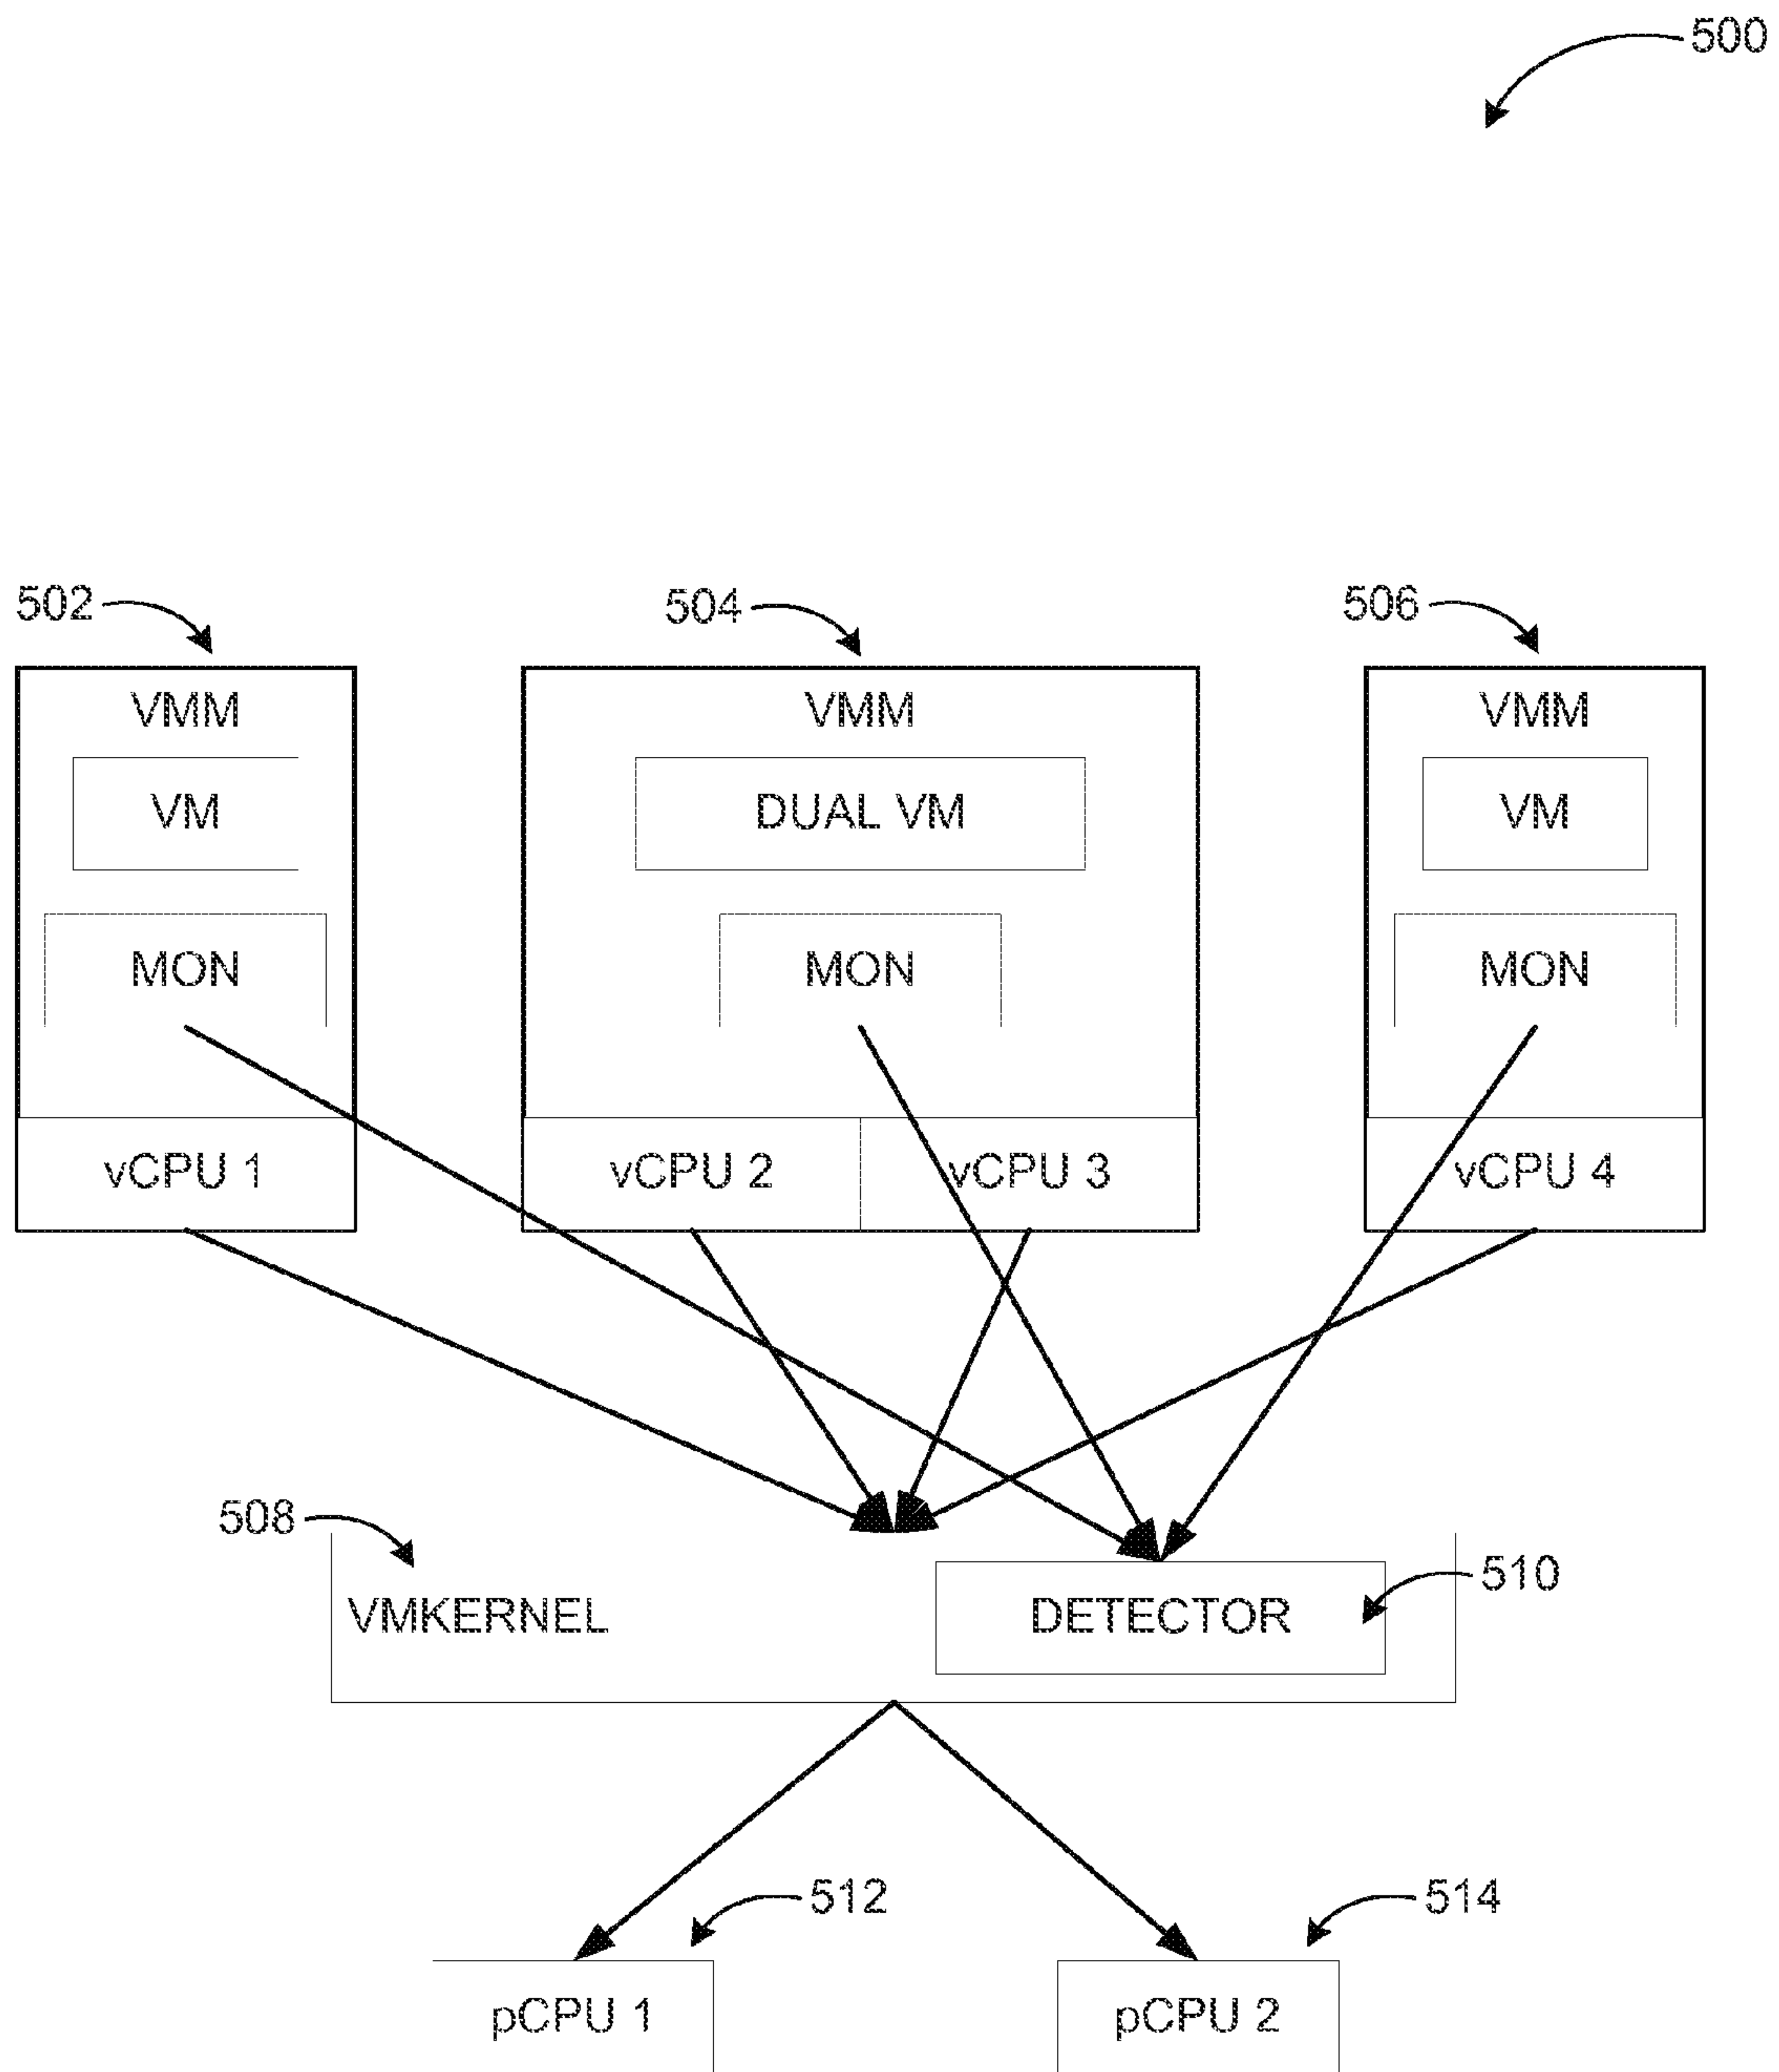 500
502
504
506
VMM
VMM
VMM
VM
DUAL VM
VM
MON
MON
MON
vCPU 1
vCPU 2
vCPU 3
vCPU 4
508
510
VMKERNEL
DETECTOR
512
514
pCPU 1
pCPU 2